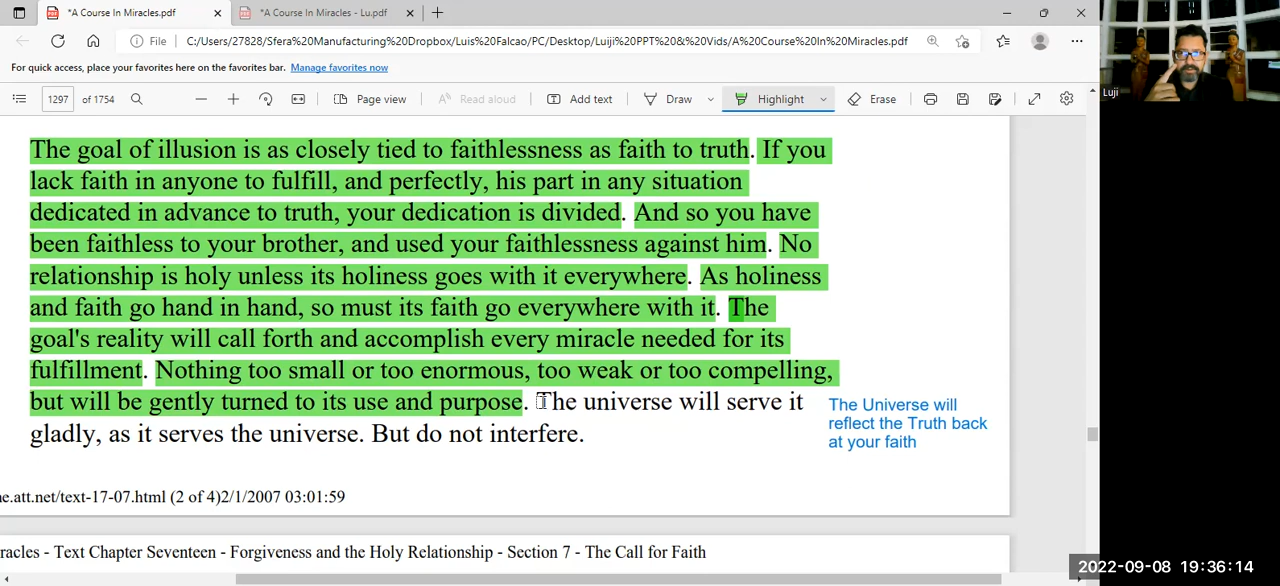 *A Course In Miracles.pdf
*A Course In Miracles - Lu.pdf
File
C:/Users/27828/Sfera%20Manufacturing%20Dropbox/Luis%20Falcao/PC/Desktop/Luiji%20PPT%20&%20Vids/A%20Course%20In%20Miracles.pdf
For quick access, place your favorites here on the favorites bar. Manage favorites now
1297 of 1754
Page view
Read aloud
Add text
Draw
Highlight
Erase
Luji
The goal of illusion is as closely tied to faithlessness as faith to truth. If you
lack faith in anyone to fulfill, and perfectly, his part in any situation
dedicated in advance to truth, your dedication is divided. And so you have
been faithless to your brother, and used your faithlessness against him. No
relationship is holy unless its holiness goes with it everywhere. As holiness
and faith go hand in hand, so must its faith go everywhere with it. The
goal's reality will call forth and accomplish every miracle needed for its
fulfillment. Nothing too small or too enormous, too weak or too compelling,
but will be gently turned to its use and purpose. The universe will serve it
gladly, as it serves the universe. But do not interfere.
The Universe will
reflect the Truth back
at your faith
ne.att.net/text-17-07.html (2 of 4)2/1/2007 03:01:59
racles - Text Chapter Seventeen - Forgiveness and the Holy Relationship - Section 7 - The Call for Faith
2022-09-08 19:36:14